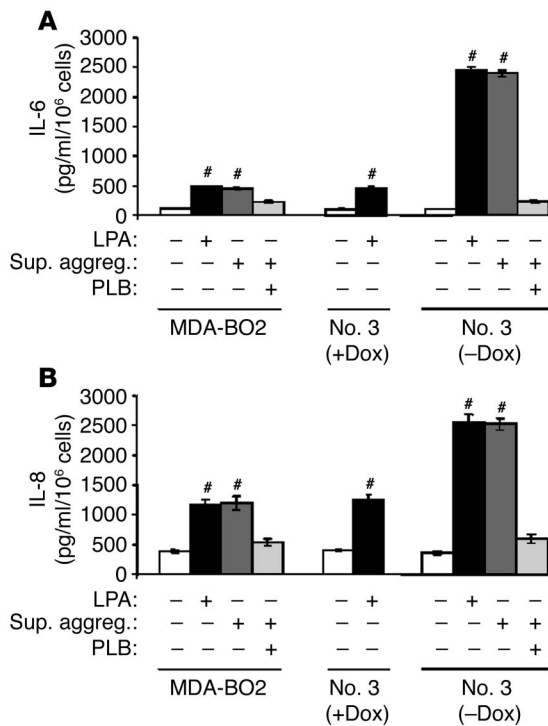 A
3000
2500
2000
1500
1000
500
0
IL-6
(pg/ml/10⁶ cells)
# # # # #
LPA: – + – – – + – + – –
Sup. aggreg.: – – + + – – – – + +
PLB: – – – + – – – – – +
MDA-BO2 No. 3 No. 3
(+Dox) (–Dox)
B
3000
2500
2000
1500
1000
500
0
IL-8
(pg/ml/10⁶ cells)
# # # # #
LPA: – + – – – + – + – –
Sup. aggreg.: – – + + – – – – + +
PLB: – – – + – – – – – +
MDA-BO2 No. 3 No. 3
(+Dox) (–Dox)